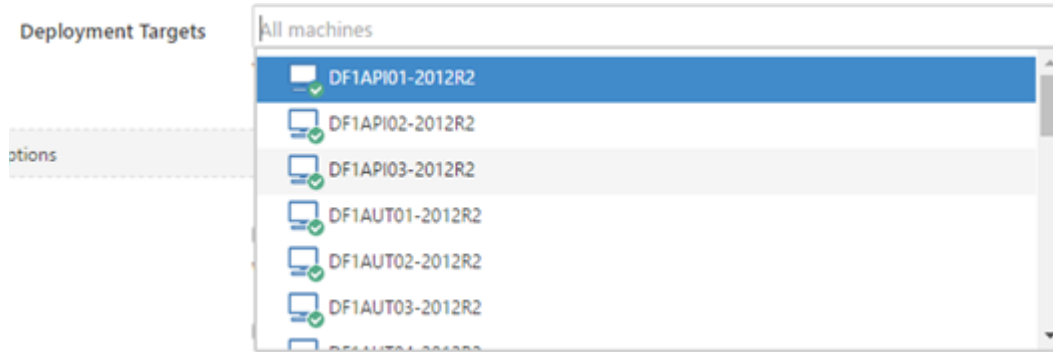 Deployment Targets
All machines
DF1API01-2012R2
DF1API02-2012R2
DF1API03-2012R2
ptions
DF1AUT01-2012R2
DF1AUT02-2012R2
DF1AUT03-2012R2